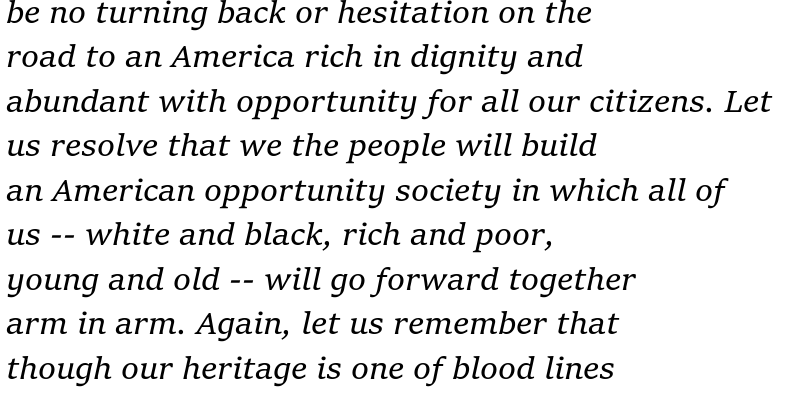 be no turning back or hesitation on the
road to an America rich in dignity and
abundant with opportunity for all our citizens. Let
us resolve that we the people will build
an American opportunity society in which all of
us -- white and black, rich and poor,
young and old -- will go forward together
arm in arm. Again, let us remember that
though our heritage is one of blood lines